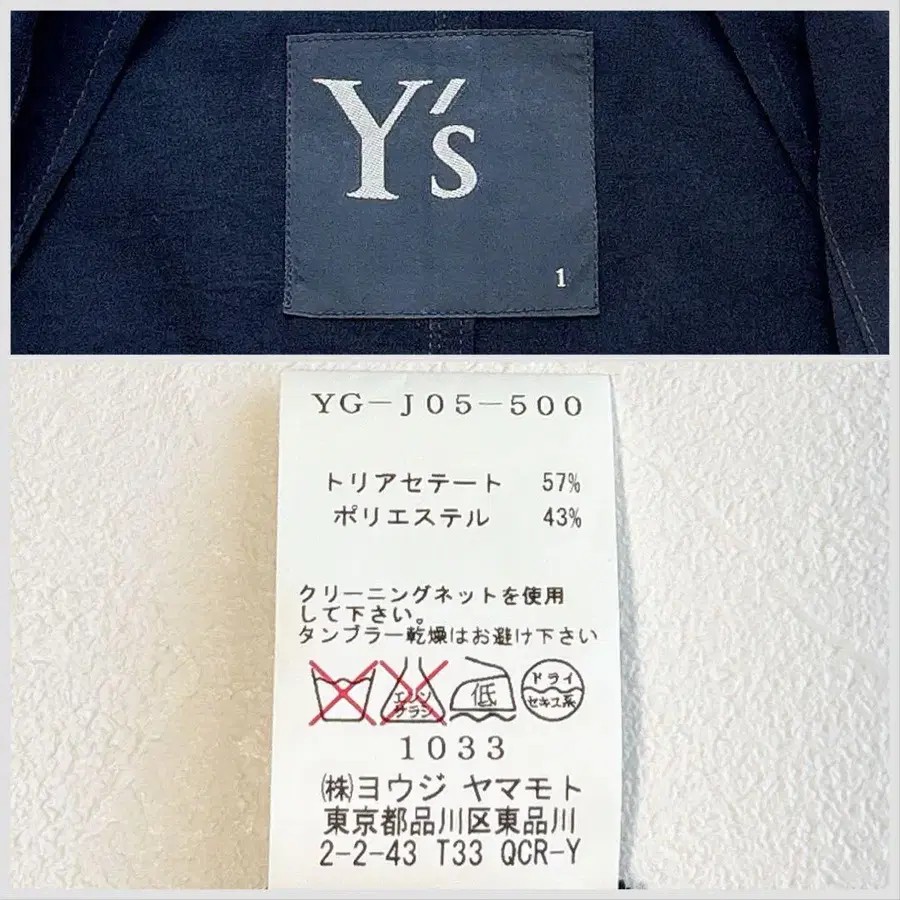 Y's
1
YG-J05-500
トリアセテート 57%
ポリエステル 43%
クリーニングネットを使用
して下さい。
タンブラー乾燥はお避け下さい
エンソ
サラシ
低
ドライ
セキユ系
1033
㈱ヨウジ ヤマモト
東京都品川区東品川
2-2-43 T33 QCR-Y